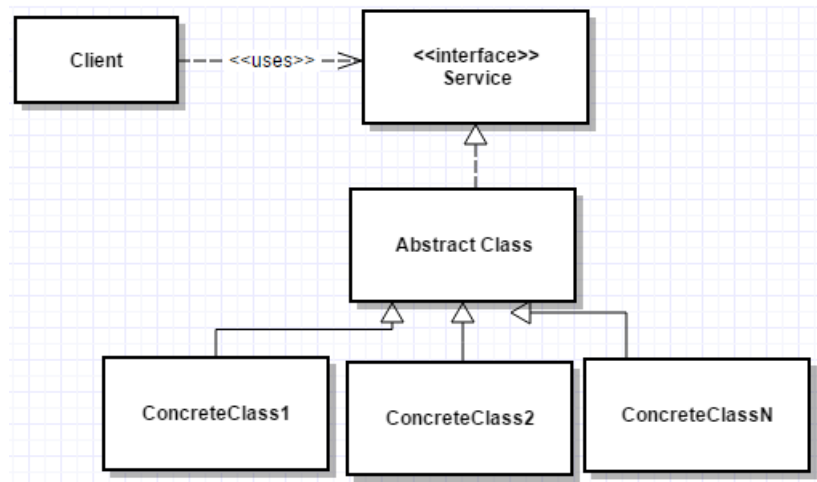 Client
<<uses>>
<<interface>>
Service
Abstract Class
ConcreteClass1
ConcreteClass2
ConcreteClassN